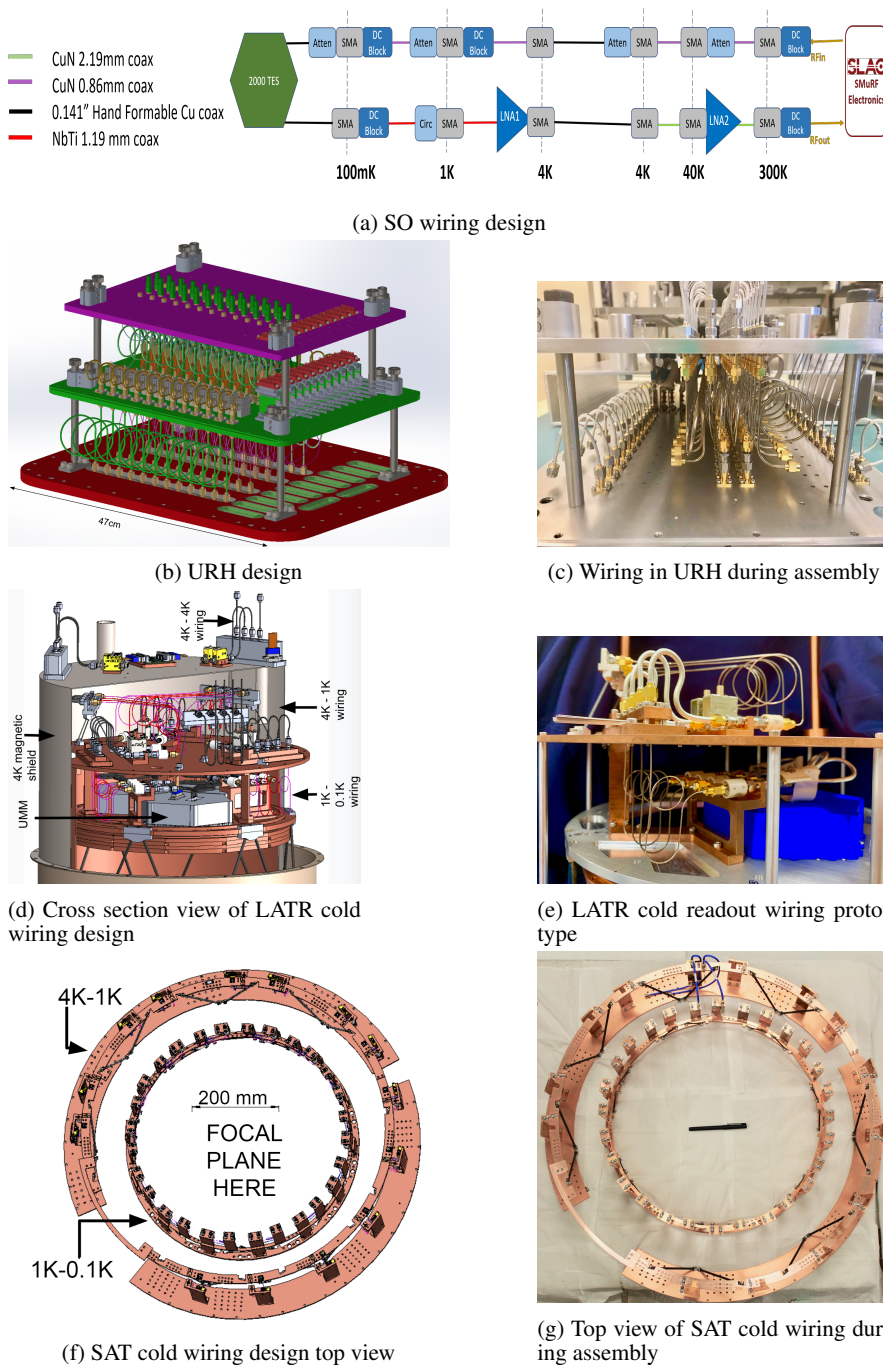 CuN 2.19mm coax
CuN 0.86mm coax
0.141” Hand Formable Cu coax
NbTi 1.19 mm coax
2000 TES
Atten SMA DC Block Atten SMA DC Block SMA Atten SMA Atten SMA DC Block
RFin
SLAC
SMuRF
Electronics
SMA DC Block Circ SMA LNA1 SMA SMA SMA LNA2 SMA DC Block
RFout
100mK 1K 4K 4K 40K 300K
(a) SO wiring design
47cm
(b) URH design
(c) Wiring in URH during assembly
4K - 4K
wiring
4K - 1K
wiring
4K magnetic
shield
1K -
0.1K
wiring
UMM
(d) Cross section view of LATR cold
wiring design
(e) LATR cold readout wiring proto
type
4K-1K
200 mm
FOCAL
PLANE
HERE
1K-0.1K
(f) SAT cold wiring design top view
(g) Top view of SAT cold wiring dur
ing assembly